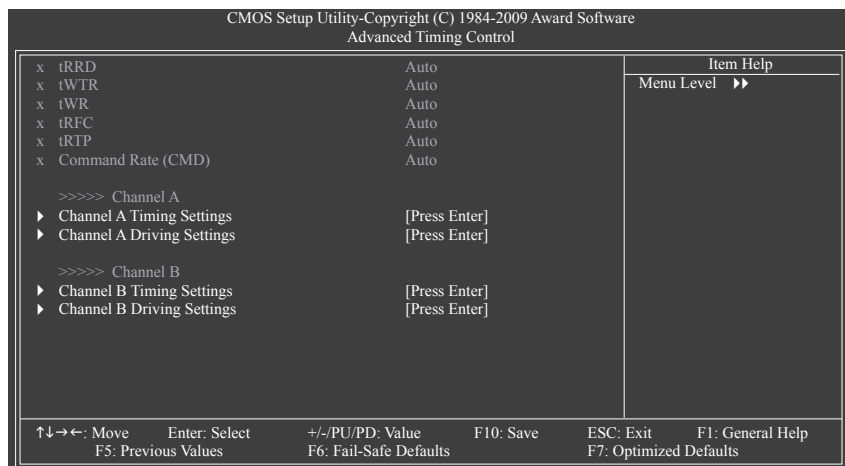 CMOS Setup Utility-Copyright (C) 1984-2009 Award Software
Advanced Timing Control
x tRRD Auto
x tWTR Auto
x tWR Auto
x tRFC Auto
x tRTP Auto
x Command Rate (CMD) Auto
>>>>> Channel A
Channel A Timing Settings [Press Enter]
Channel A Driving Settings [Press Enter]
>>>>> Channel B
Channel B Timing Settings [Press Enter]
Channel B Driving Settings [Press Enter]
Item Help
Menu Level
↑↓→←: Move Enter: Select +/-/PU/PD: Value F10: Save ESC: Exit F1: General Help
F5: Previous Values F6: Fail-Safe Defaults F7: Optimized Defaults